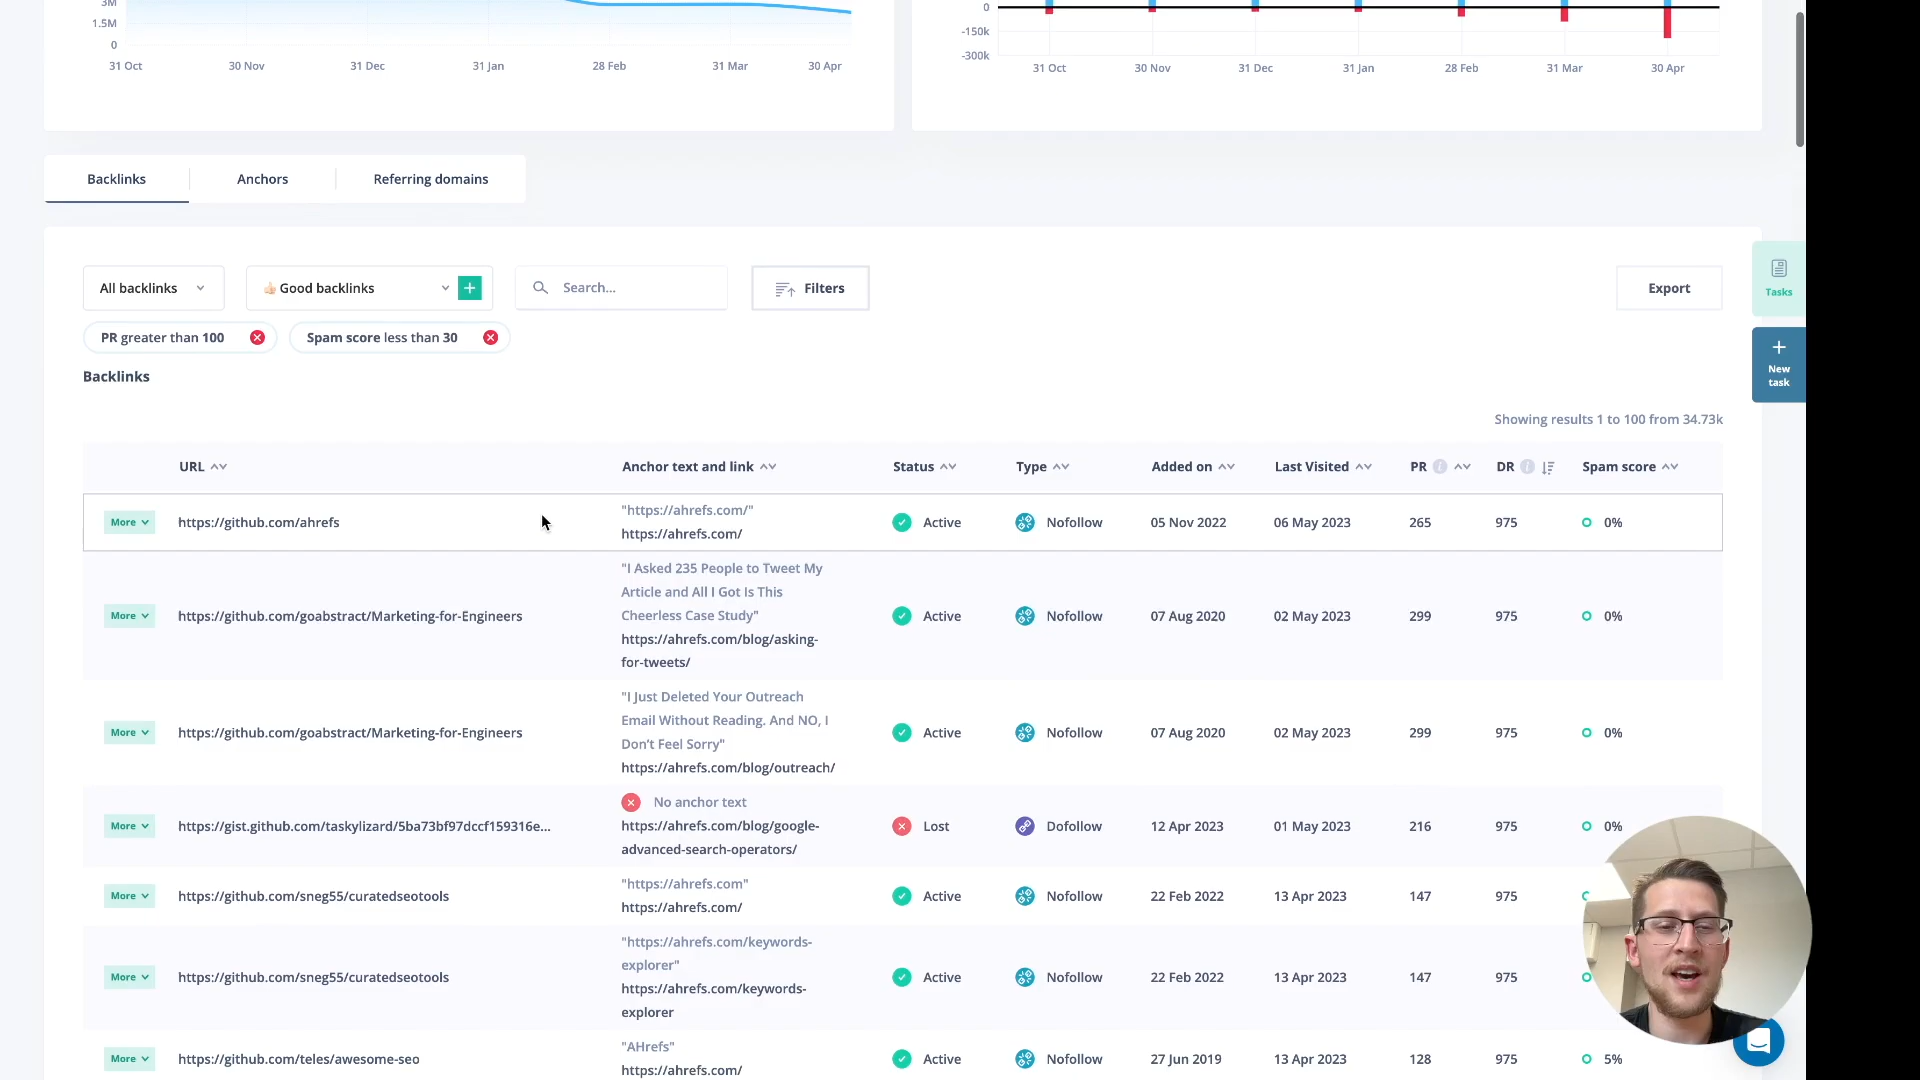 3M
1.5M
0
31 Oct 30 Nov 31 Dec 31 Jan 28 Feb 31 Mar 30 Apr
0
-150k
-300k
31 Oct 30 Nov 31 Dec 31 Jan 28 Feb 31 Mar 30 Apr
Backlinks Anchors Referring domains
All backlinks 👍 Good backlinks + Search... Filters Export
Tasks
PR greater than 100 Spam score less than 30
+
New
task
Backlinks
Showing results 1 to 100 from 34.73k
URL Anchor text and link Status Type Added on Last Visited PR DR Spam score
"https://ahrefs.com/"
More https://github.com/ahrefs Active Nofollow 05 Nov 2022 06 May 2023 265 975 0%
https://ahrefs.com/
"I Asked 235 People to Tweet My
Article and All I Got Is This
Cheerless Case Study"
More https://github.com/goabstract/Marketing-for-Engineers Active Nofollow 07 Aug 2020 02 May 2023 299 975 0%
https://ahrefs.com/blog/asking-
for-tweets/
"I Just Deleted Your Outreach
Email Without Reading. And NO, I
More https://github.com/goabstract/Marketing-for-Engineers Active Nofollow 07 Aug 2020 02 May 2023 299 975 0%
Don't Feel Sorry"
https://ahrefs.com/blog/outreach/
No anchor text
More https://gist.github.com/taskylizard/5ba73bf97dccf159316e... https://ahrefs.com/blog/google- Lost Dofollow 12 Apr 2023 01 May 2023 216 975 0%
advanced-search-operators/
"https://ahrefs.com"
More https://github.com/sneg55/curatedseotools Active Nofollow 22 Feb 2022 13 Apr 2023 147 975
https://ahrefs.com/
"https://ahrefs.com/keywords-
explorer"
More https://github.com/sneg55/curatedseotools Active Nofollow 22 Feb 2022 13 Apr 2023 147 975
https://ahrefs.com/keywords-
explorer
"AHrefs"
More https://github.com/teles/awesome-seo Active Nofollow 27 Jun 2019 13 Apr 2023 128 975 5%
https://ahrefs.com/